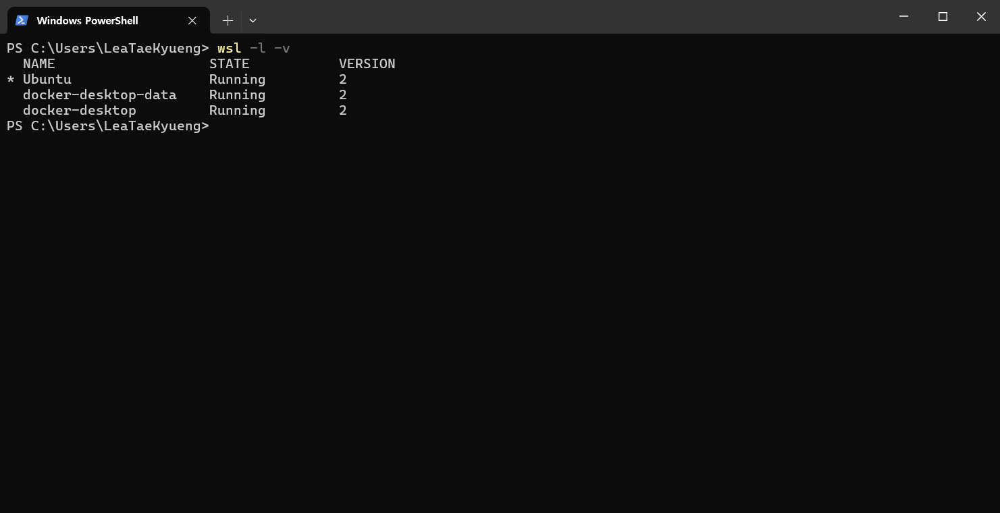 Windows PowerShell
PS C:\Users\LeaTaeKyueng> wsl -l -v
  NAME                   STATE           VERSION
* Ubuntu                 Running         2
  docker-desktop-data    Running         2
  docker-desktop         Running         2
PS C:\Users\LeaTaeKyueng>